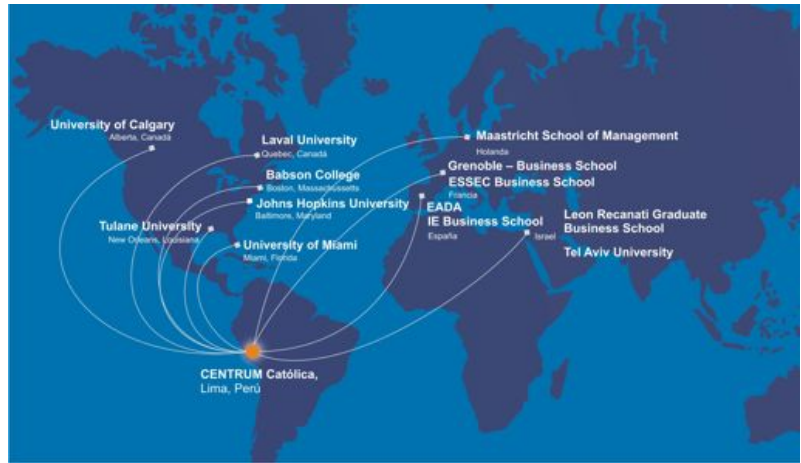 University of Calgary
Alberta, Canadá
Laval University
Quebec, Canadá
Babson College
Boston, Massachussetts
Johns Hopkins University
Baltimore, Maryland
Tulane University
New Orleans, Louisiana
University of Miami
Miami, Florida
Maastricht School of Management
Holanda
Grenoble – Business School
ESSEC Business School
Francia
EADA
IE Business School
España
Leon Recanati Graduate
Business School
Israel
Tel Aviv University
CENTRUM Católica,
Lima, Perú